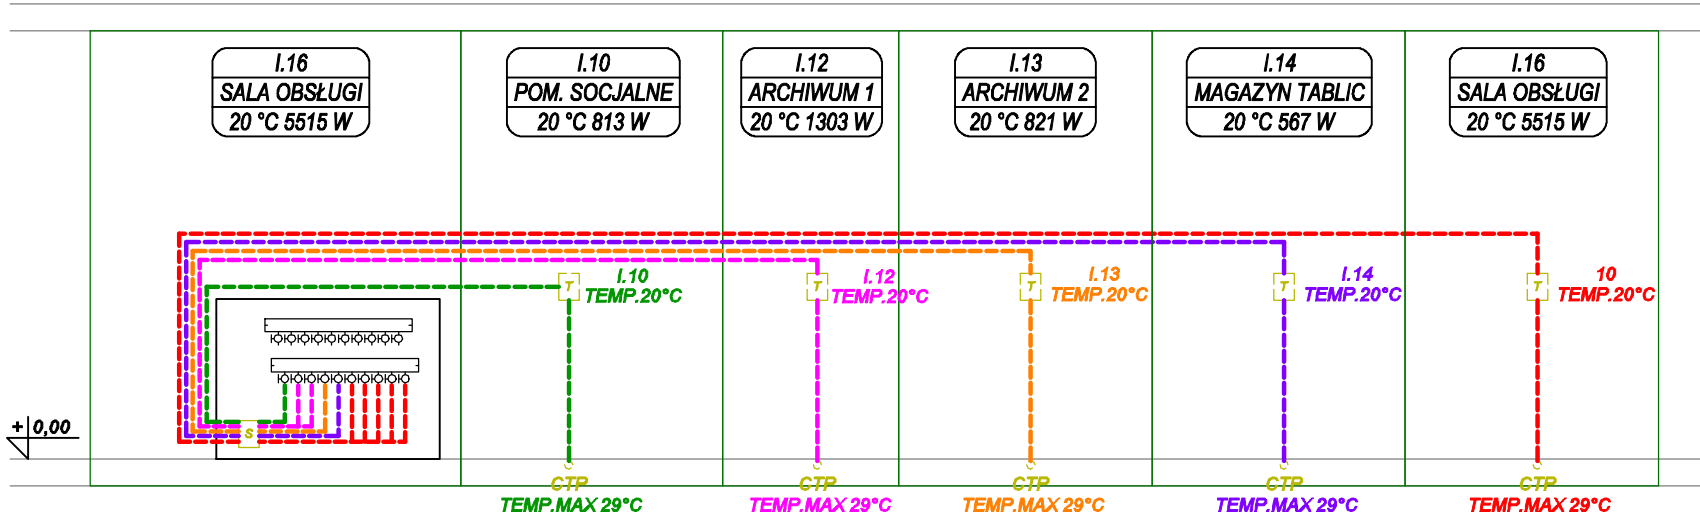 I.16
SALA OBSŁUGI
20 °C 5515 W
I.10
POM. SOCJALNE
20 °C 813 W
I.12
ARCHIWUM 1
20 °C 1303 W
I.13
ARCHIWUM 2
20 °C 821 W
I.14
MAGAZYN TABLIC
20 °C 567 W
I.16
SALA OBSŁUGI
20 °C 5515 W
T
I.10
TEMP.20°C
T
I.12
TEMP.20°C
T
I.13
TEMP.20°C
T
I.14
TEMP.20°C
T
10
TEMP.20°C
S
+ 0,00
CTP
TEMP.MAX 29°C
CTP
TEMP.MAX 29°C
CTP
TEMP.MAX 29°C
CTP
TEMP.MAX 29°C
CTP
TEMP.MAX 29°C